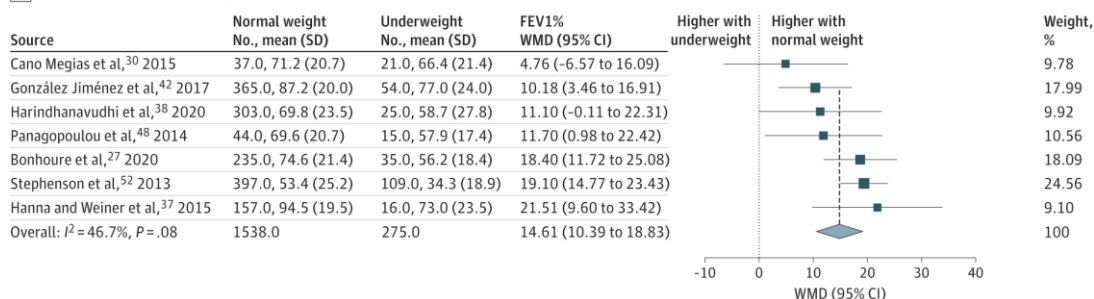 Normal weight Underweight FEV1% Higher with Higher with Weight,
Source No., mean (SD) No., mean (SD) WMD (95% CI) underweight normal weight %
Cano Megias et al,30 2015 37.0, 71.2 (20.7) 21.0, 66.4 (21.4) 4.76 (-6.57 to 16.09) 9.78
González Jiménez et al,42 2017 365.0, 87.2 (20.0) 54.0, 77.0 (24.0) 10.18 (3.46 to 16.91) 17.99
Harindhanavudhi et al,38 2020 303.0, 69.8 (23.5) 25.0, 58.7 (27.8) 11.10 (-0.11 to 22.31) 9.92
Panagopoulou et al,48 2014 44.0, 69.6 (20.7) 15.0, 57.9 (17.4) 11.70 (0.98 to 22.42) 10.56
Bonhoure et al,27 2020 235.0, 74.6 (21.4) 35.0, 56.2 (18.4) 18.40 (11.72 to 25.08) 18.09
Stephenson et al,52 2013 397.0, 53.4 (25.2) 109.0, 34.3 (18.9) 19.10 (14.77 to 23.43) 24.56
Hanna and Weiner et al,37 2015 157.0, 94.5 (19.5) 16.0, 73.0 (23.5) 21.51 (9.60 to 33.42) 9.10
Overall: I2 = 46.7%, P = .08 1538.0 275.0 14.61 (10.39 to 18.83) 100
-10 0 10 20 30 40
WMD (95% CI)